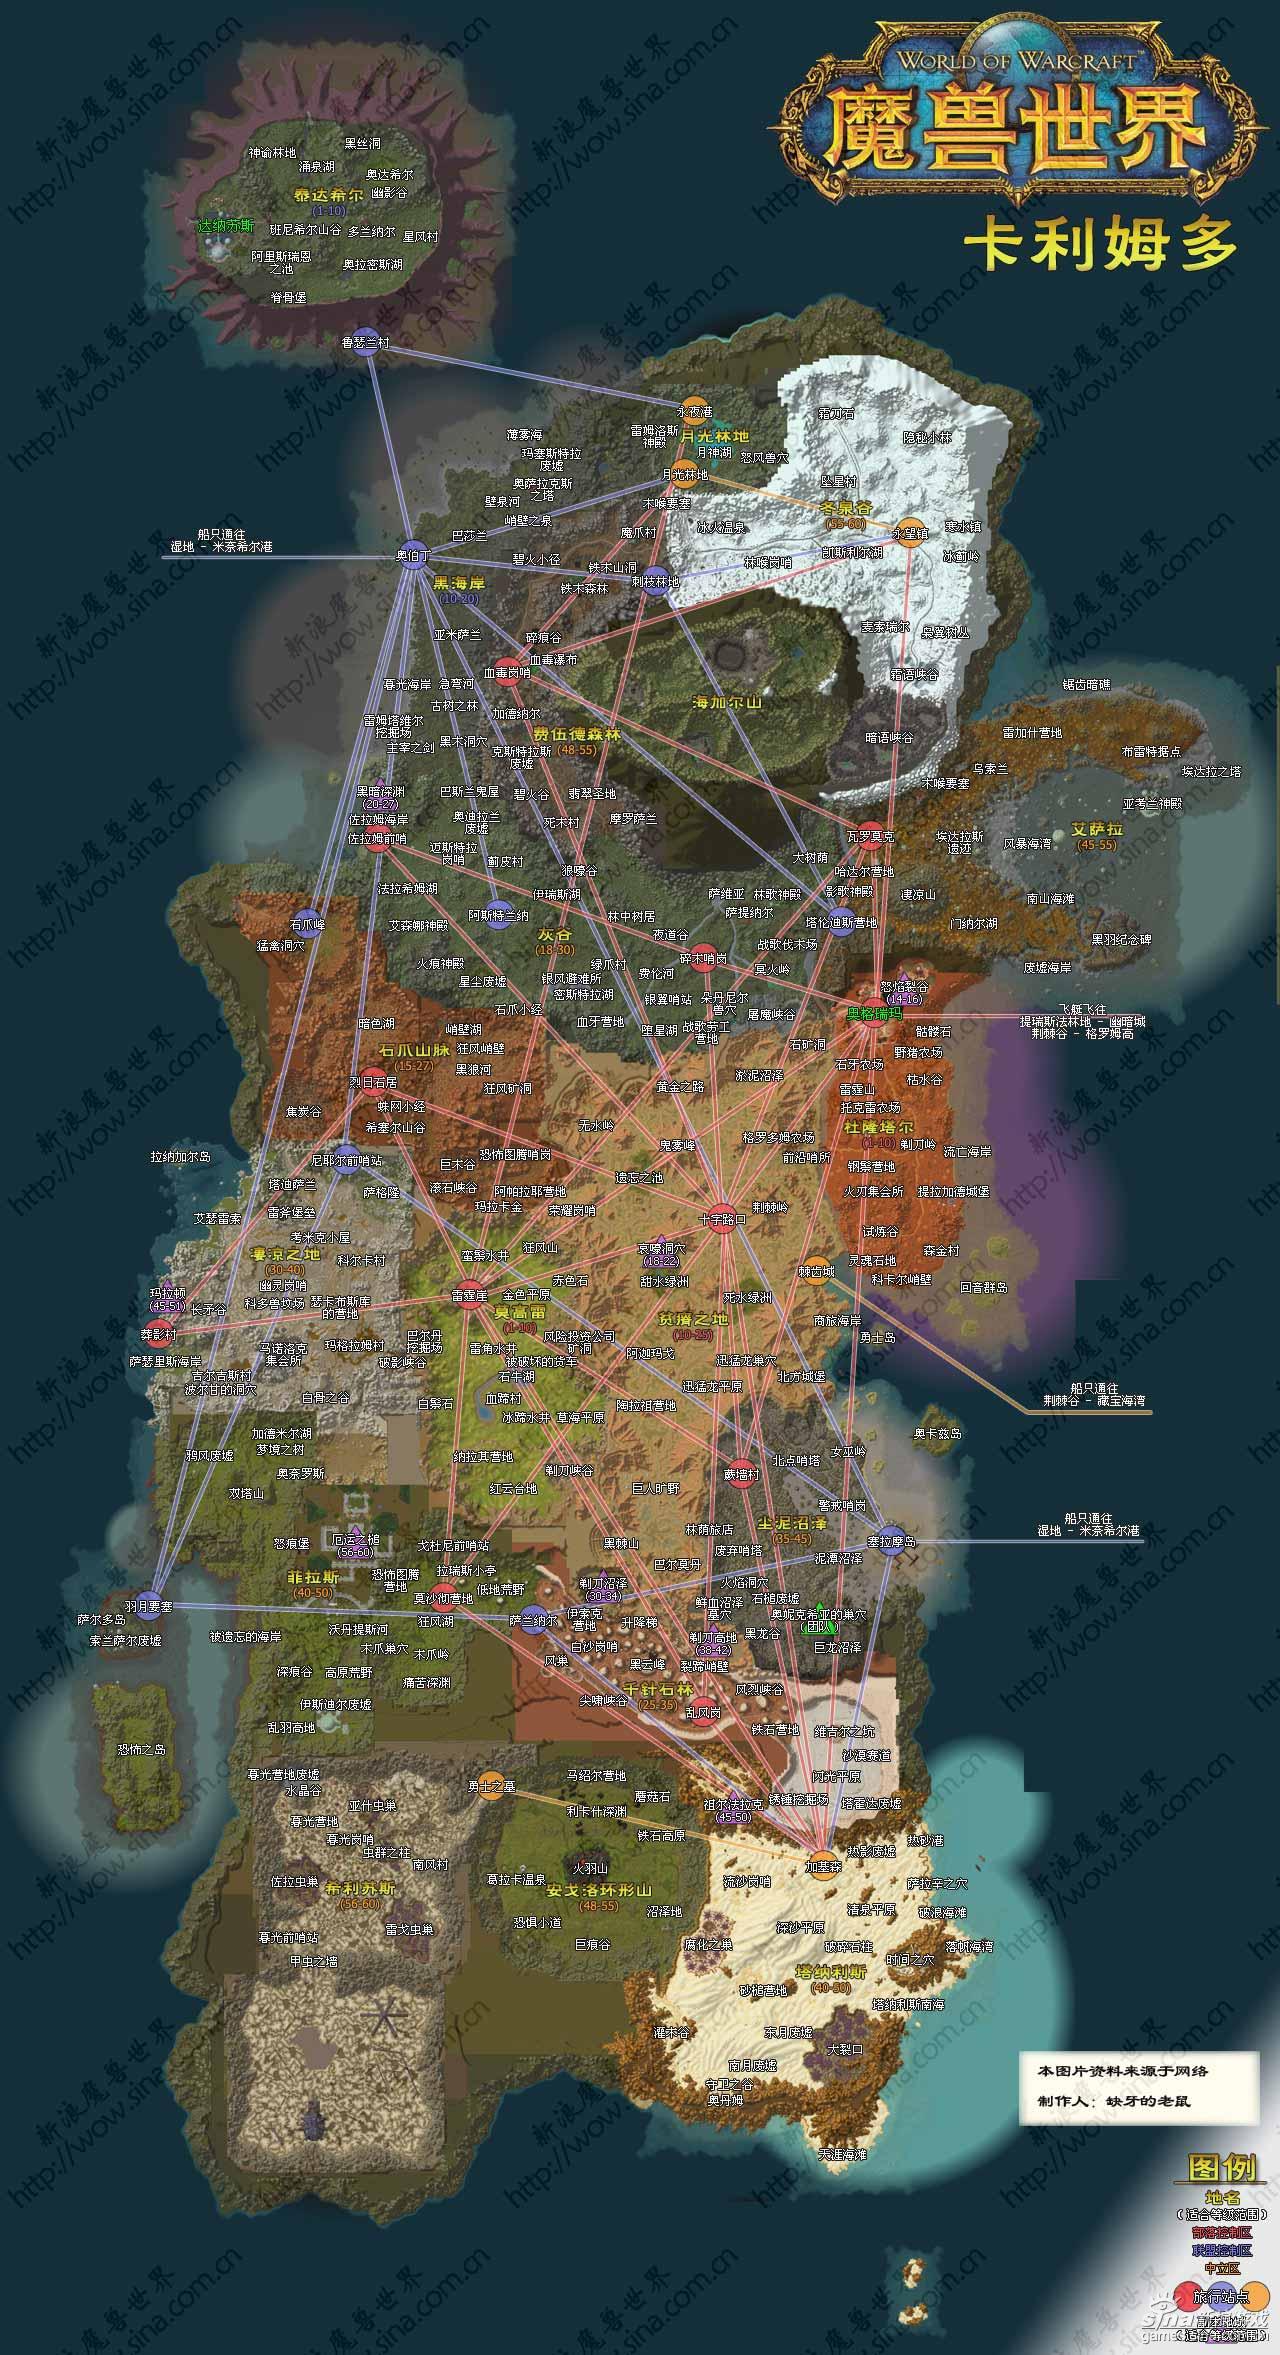 WORLD OF WARCRAFT
魔兽世界
卡利姆多
黑丝洞
神谕林地
涌泉湖
奥达希尔
泰达希尔
幽影谷
(1-10)
达纳苏斯
班尼希尔山谷
多兰纳尔
星风村
阿里斯瑞恩
之池
奥拉密斯湖
脊骨堡
鲁瑟兰村
永夜港
霜刀石
薄雾海
雷姆洛斯
神殿
月光林地
隐秘小林
玛塞斯特拉
废墟
月神湖
怒风兽穴
月光林地
奥萨拉克斯
之塔
坠星村
壁泉河
木喉要塞
冬泉谷
(55-60)
峭壁之泉
魔爪村
冰火温泉
寒水镇
船只通往
湿地 - 米奈希尔港
巴莎兰
永望镇
奥伯丁
碧火小径
铁木山洞
林喉岗哨
凯斯利尔湖
冰蓟岭
黑海岸
(10-20)
铁木森林
刺枝林地
亚米萨兰
碎痕谷
麦索瑞尔
枭翼树丛
血毒瀑布
血毒岗哨
霜语峡谷
暮光海岸
急弯河
锯齿暗礁
古树之林
加德纳尔
海加尔山
雷姆塔维尔
挖掘场
费伍德森林
(48-55)
雷加什营地
主宰之剑
黑木洞穴
克斯特拉斯
废墟
暗语峡谷
布雷特据点
乌索兰
埃达拉之塔
木喉要塞
黑暗深渊
(20-27)
巴斯兰鬼屋
碧火谷
翡翠圣地
亚考兰神殿
佐拉姆海岸
奥迪拉兰
废墟
死木村
摩罗萨兰
艾萨拉
(45-55)
佐拉姆前哨
瓦罗莫克
埃达拉斯
遗迹
风暴海湾
迈斯特拉
岗哨
蓟皮村
大树荫
狼嚎谷
哈达尔营地
法拉希姆湖
伊瑞斯湖
萨维亚
林歌神殿
影歌神殿
南山海滩
石爪峰
艾森娜神殿
阿斯特兰纳
林中树居
萨提纳尔
塔伦迪斯营地
门纳尔湖
猛禽洞穴
灰谷
(18-30)
夜道谷
战歌伐木场
黑羽纪念碑
火痕神殿
绿爪村
碎木哨岗
冥火岭
废墟海岸
星尘废墟
银风避难所
费伦河
怒焰裂谷
(14-16)
密斯特拉湖
银翼哨站
朵丹尼尔
兽穴
石爪小径
血牙营地
屠魔峡谷
奥格瑞玛
飞艇飞往
提瑞斯法林地 - 幽暗城
荆棘谷 - 格罗姆高
暗色湖
峭壁湖
堕星湖
战歌劳工
营地
骷髅石
石爪山脉
(15-27)
狂风峭壁
石矿洞
野猪农场
黑狼河
石牙农场
烈日石居
狂风矿洞
黄金之路
淤泥沼泽
枯水谷
雷霆山
焦炭谷
蛛网小经
托克雷农场
希塞尔山谷
无水岭
杜隆塔尔
(1-10)
鬼雾峰
格罗多姆农场
剃刀岭
流亡海岸
拉纳加尔岛
尼耶尔前哨站
巨木谷
恐怖图腾哨岗
前沿哨所
钢鬃营地
塔迪萨兰
萨格隆
滚石峡谷
阿帕拉耶营地
遗忘之池
火刃集会所
提拉加德城堡
艾瑟雷索
雷斧堡垒
玛拉卡金
荣耀岗哨
十字路口
荆棘岭
考米克小屋
试炼谷
凄凉之地
(30-40)
科尔卡村
蛮鬃水井
狂风山
哀嚎洞穴
(18-22)
灵魂石地
森金村
玛拉顿
(45-51)
幽灵岗哨
赤色石
甜水绿洲
棘齿城
科卡尔峭壁
回音群岛
长矛谷
科多兽坟场
瑟卡布斯库
的营地
雷霆崖
金色平原
死水绿洲
葬影村
莫高雷
(1-10)
贫瘠之地
(10-25)
商旅海岸
玛诺洛克
集会所
玛格拉姆村
巴尔丹
挖掘场
风险投资公司
矿洞
勇士岛
萨瑟里斯海岸
破影峡谷
雷角水井
阿迦玛戈
迅猛龙巢穴
被破坏的货车
吉尔吉斯村
石牛湖
北方城堡
波尔甘的洞穴
白骨之谷
白鬃石
血蹄村
迅猛龙平原
船只通往
荆棘谷 - 藏宝海湾
冰蹄水井
草海平原
陶拉祖营地
加德米尔湖
奥卡兹岛
鸦风废墟
梦境之树
纳拉其营地
剃刀峡谷
女巫岭
奥奈罗斯
蕨墙村
北点哨塔
双塔山
红云台地
巨人旷野
警戒哨岗
船只通往
湿地 - 米奈希尔港
怒痕堡
厄运之槌
(56-60)
戈杜尼前哨站
黑棘山
林荫旅店
尘泥沼泽
(35-45)
塞拉摩岛
废弃哨塔
菲拉斯
(40-50)
恐怖图腾
营地
拉瑞斯小亭
巴尔莫丹
泥潭沼泽
低地荒野
剃刀沼泽
(30-34)
火焰洞穴
羽月要塞
莫沙彻营地
鲜血沼泽
墓穴
石槌废墟
萨尔多岛
狂风湖
萨兰纳尔
伊索克
营地
升降梯
奥妮克希亚的巢穴
(团队)
索兰萨尔废墟
被遗忘的海岸
沃丹提斯河
剃刀高地
(38-42)
黑龙谷
木爪巢穴
木爪岭
白沙岗哨
巨龙沼泽
深痕谷
高原荒野
风巢
黑云峰
裂蹄峭壁
痛苦深渊
千针石林
(25-35)
风烈峡谷
伊斯迪尔废墟
尖啸峡谷
乱风岗
乱羽高地
铁石营地
维吉尔之坑
恐怖之岛
沙漠赛道
暮光营地废墟
马绍尔营地
闪光平原
水晶谷
勇士之墓
蘑菇石
祖尔法拉克
(45-50)
锈锤挖掘场
塔霍达废墟
亚什虫巢
利卡什深渊
暮光营地
暮光岗哨
铁石高原
热砂港
虫群之柱
热影废墟
南风村
火羽山
加基森
佐拉虫巢
希利苏斯
(56-60)
葛拉卡温泉
安戈洛环形山
(48-55)
流沙岗哨
萨拉辛之穴
沼泽地
清泉平原
破浪海滩
雷戈虫巢
恐惧小道
深沙平原
暮光前哨站
巨痕谷
腐化之巢
破碎石柱
落帆海湾
甲虫之墙
时间之穴
塔纳利斯
(40-50)
砂槌营地
塔纳利斯南海
灌木谷
东月废墟
大裂口
南月废墟
守卫之谷
奥丹姆
天涯海滩
本图片资料来源于网络
制作人：缺牙的老鼠
图例
地名
(适合等级范围)
部落控制区
联盟控制区
中立区
旅行站点
(适合等级范围)
新浪魔兽世界
http://wow.sina.com.cn